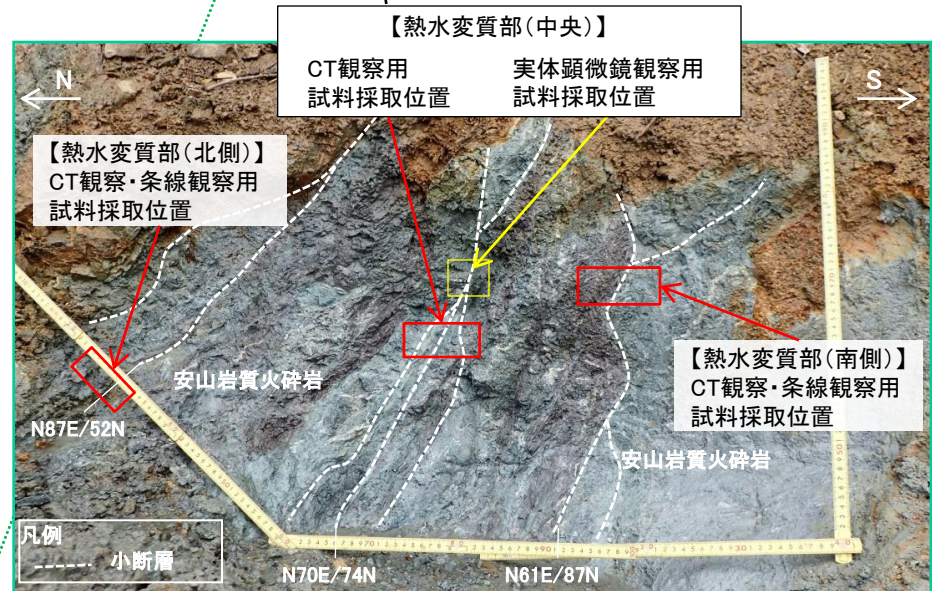 【熱水変質部(中央)】
CT観察用
試料採取位置
実体顕微鏡観察用
試料採取位置
N
S
【熱水変質部(北側)】
CT観察・条線観察用
試料採取位置
【熱水変質部(南側)】
CT観察・条線観察用
試料採取位置
安山岩質火砕岩
N87E/52N
安山岩質火砕岩
凡例
小断層
N70E/74N
N61E/87N